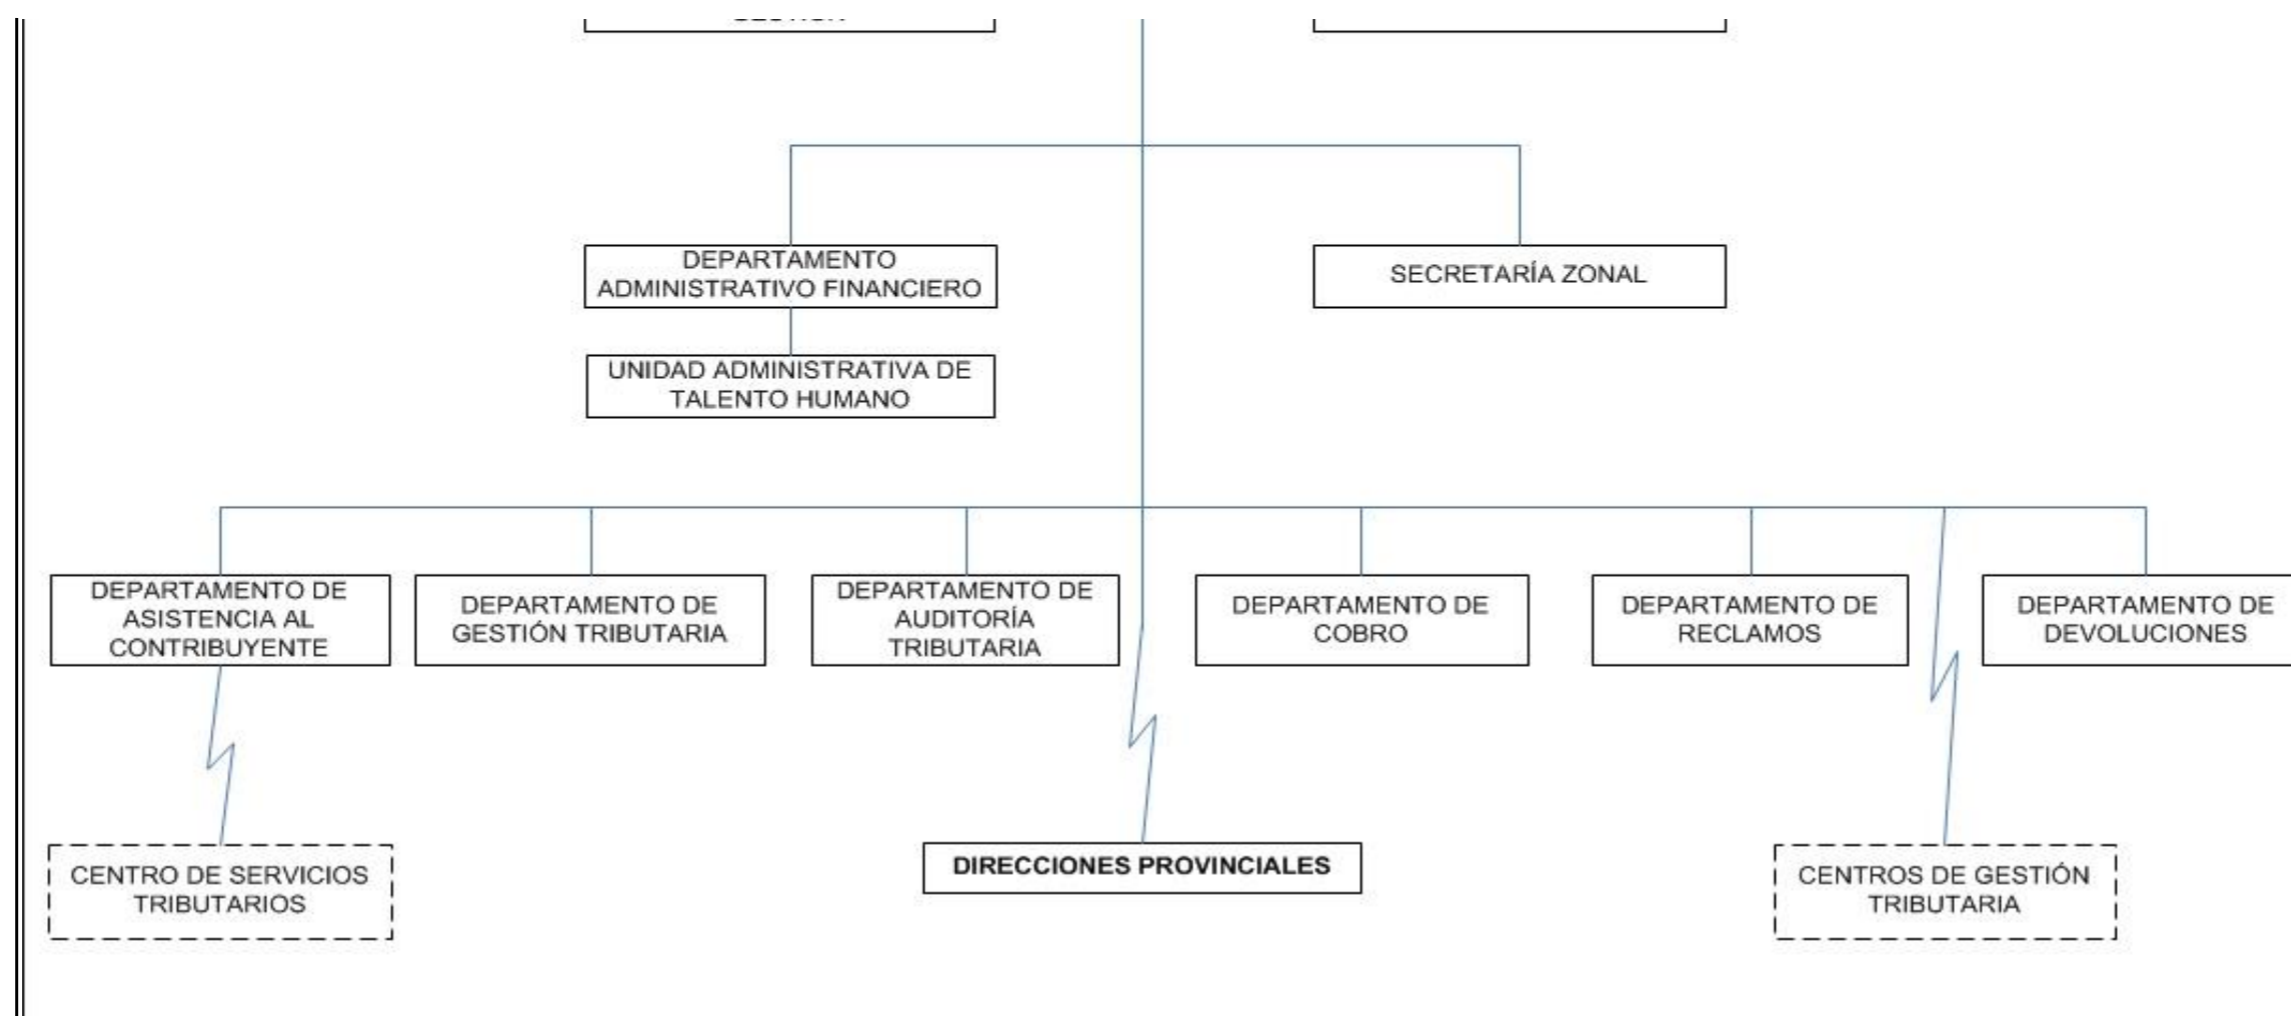 DEPARTAMENTO
ADMINISTRATIVO FINANCIERO
SECRETARÍA ZONAL
UNIDAD ADMINISTRATIVA DE
TALENTO HUMANO
DEPARTAMENTO DE
ASISTENCIA AL
CONTRIBUYENTE
DEPARTAMENTO DE
GESTIÓN TRIBUTARIA
DEPARTAMENTO DE
AUDITORÍA
TRIBUTARIA
DEPARTAMENTO DE
COBRO
DEPARTAMENTO DE
RECLAMOS
DEPARTAMENTO DE
DEVOLUCIONES
CENTRO DE SERVICIOS
TRIBUTARIOS
DIRECCIONES PROVINCIALES
CENTROS DE GESTIÓN
TRIBUTARIA